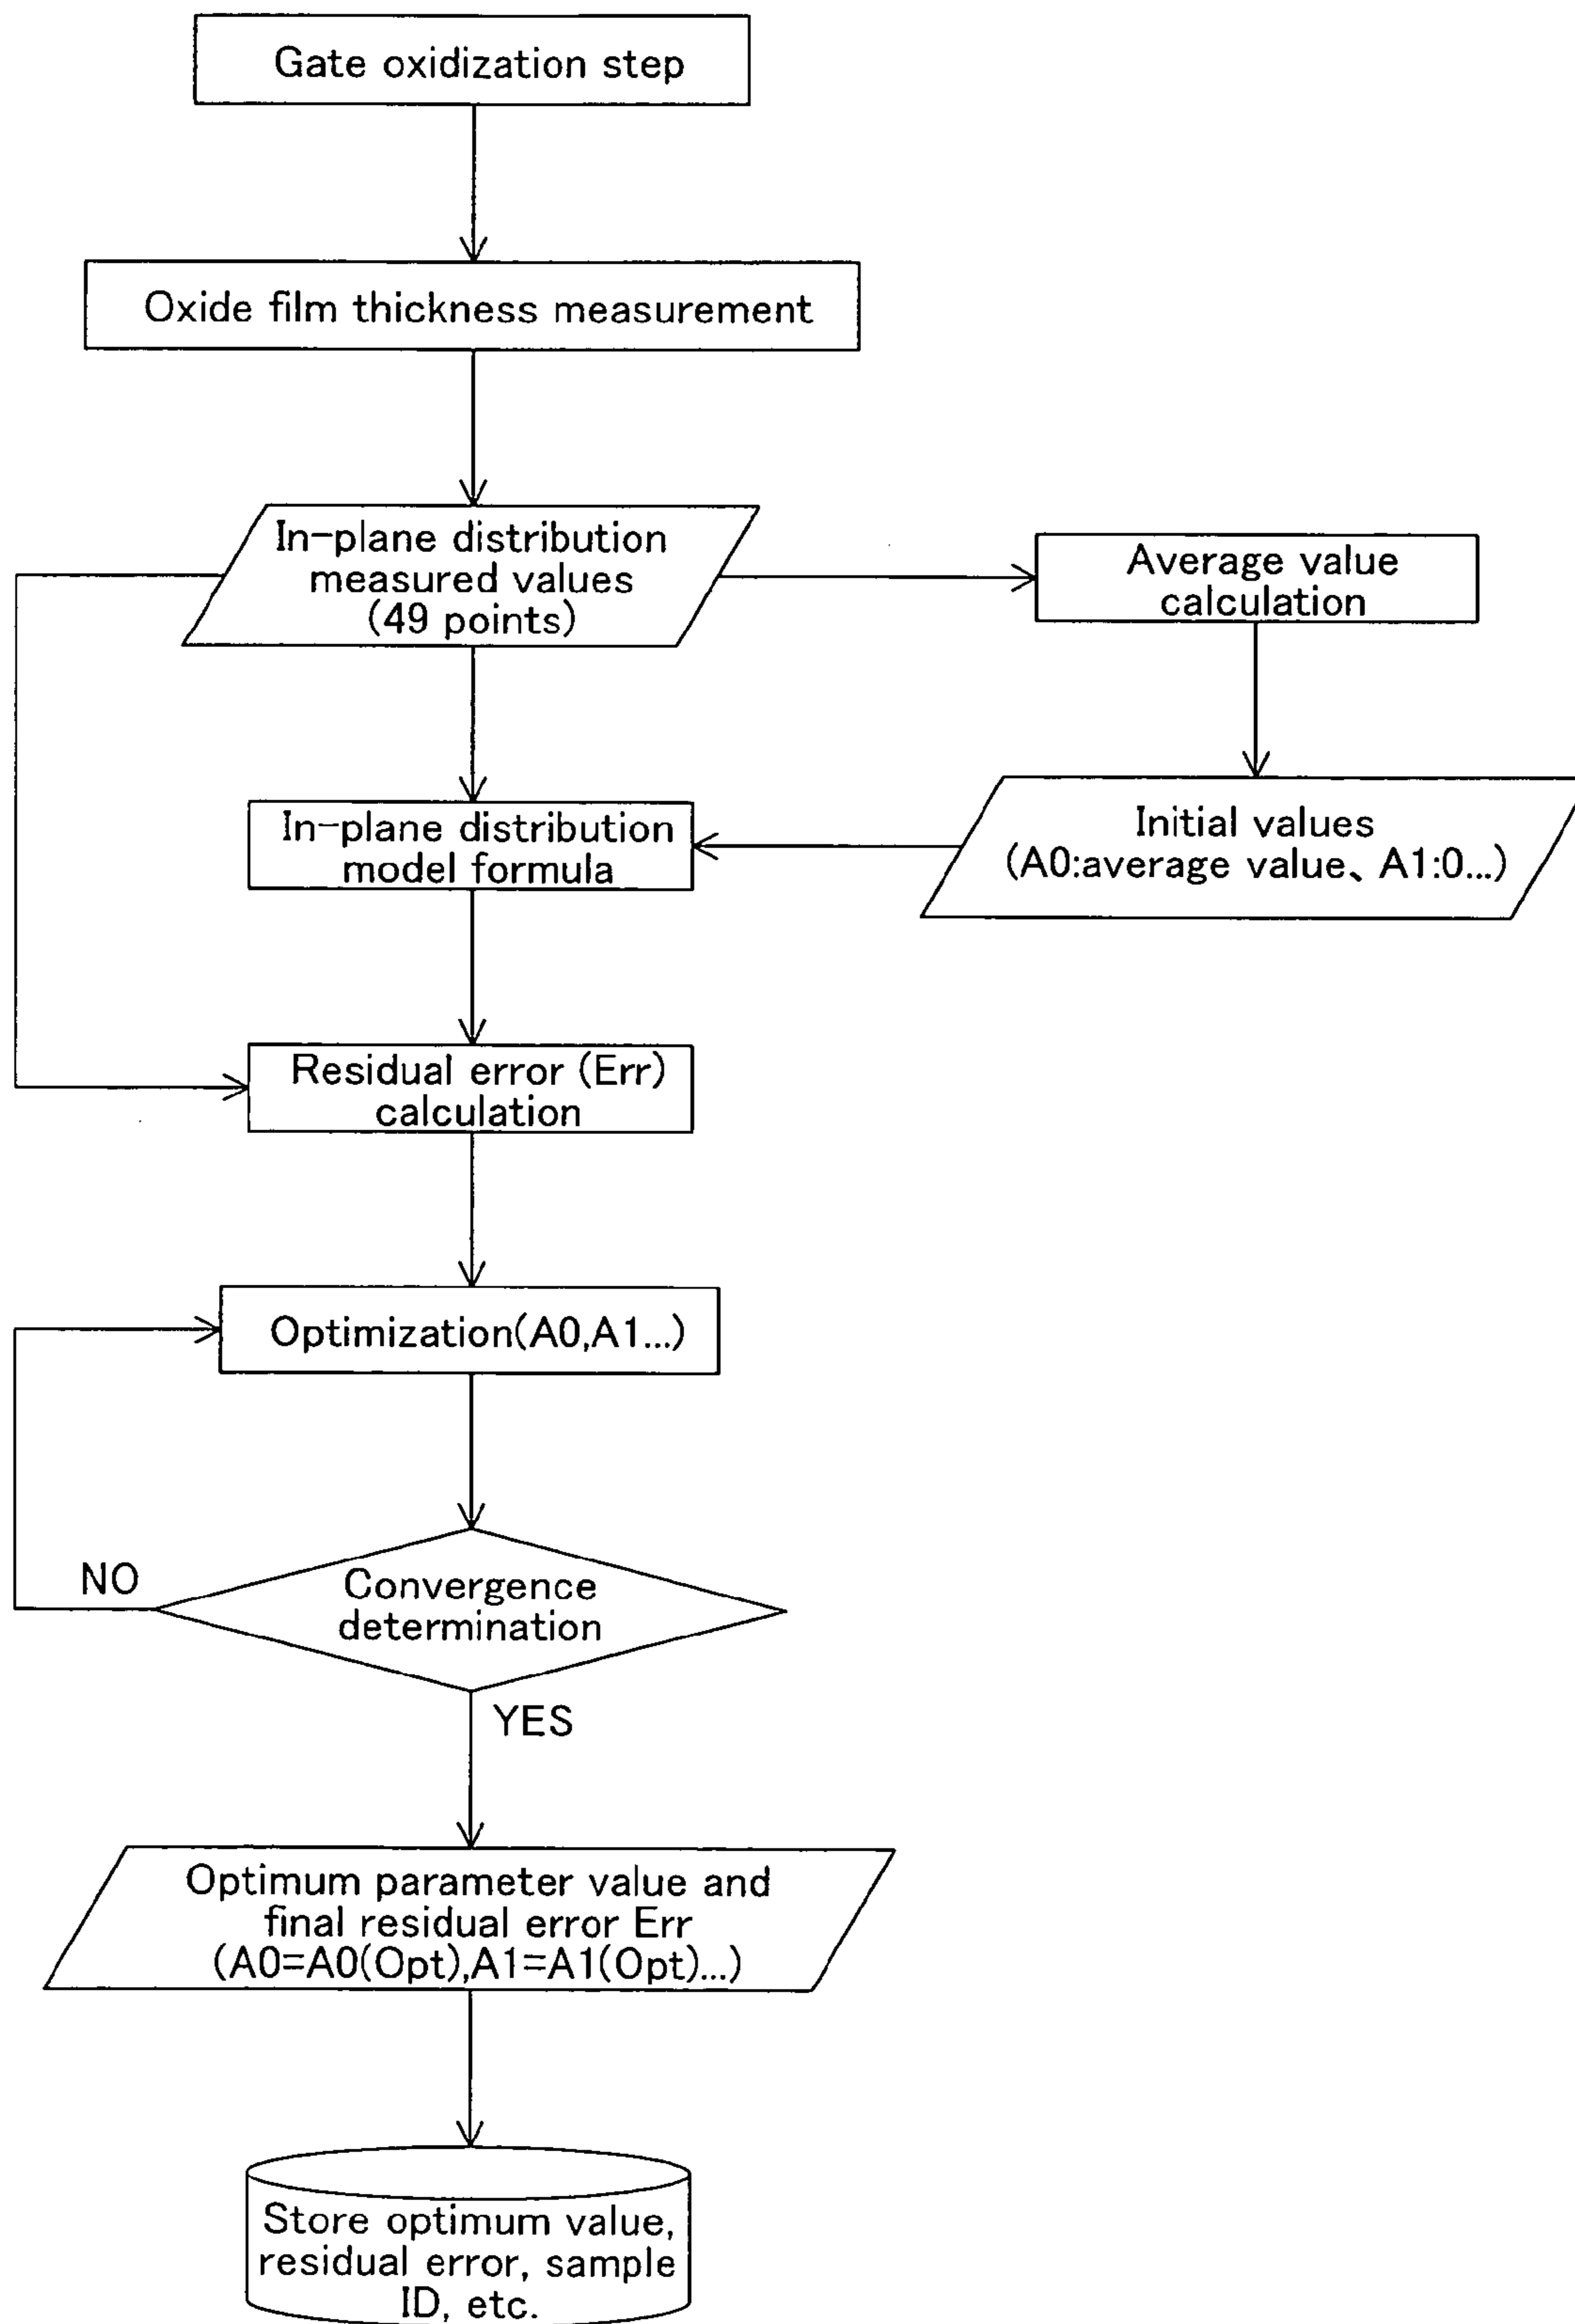 Gate oxidization step
Oxide film thickness measurement
In-plane distribution
measured values
(49 points)
Average value
calculation
In-plane distribution
model formula
Initial values
(A0:average value、A1:0...)
Residual error (Err)
calculation
Optimization(A0,A1...)
NO
Convergence
determination
YES
Optimum parameter value and
final residual error Err
(A0=A0(Opt),A1=A1(Opt)...)
Store optimum value,
residual error, sample
ID, etc.